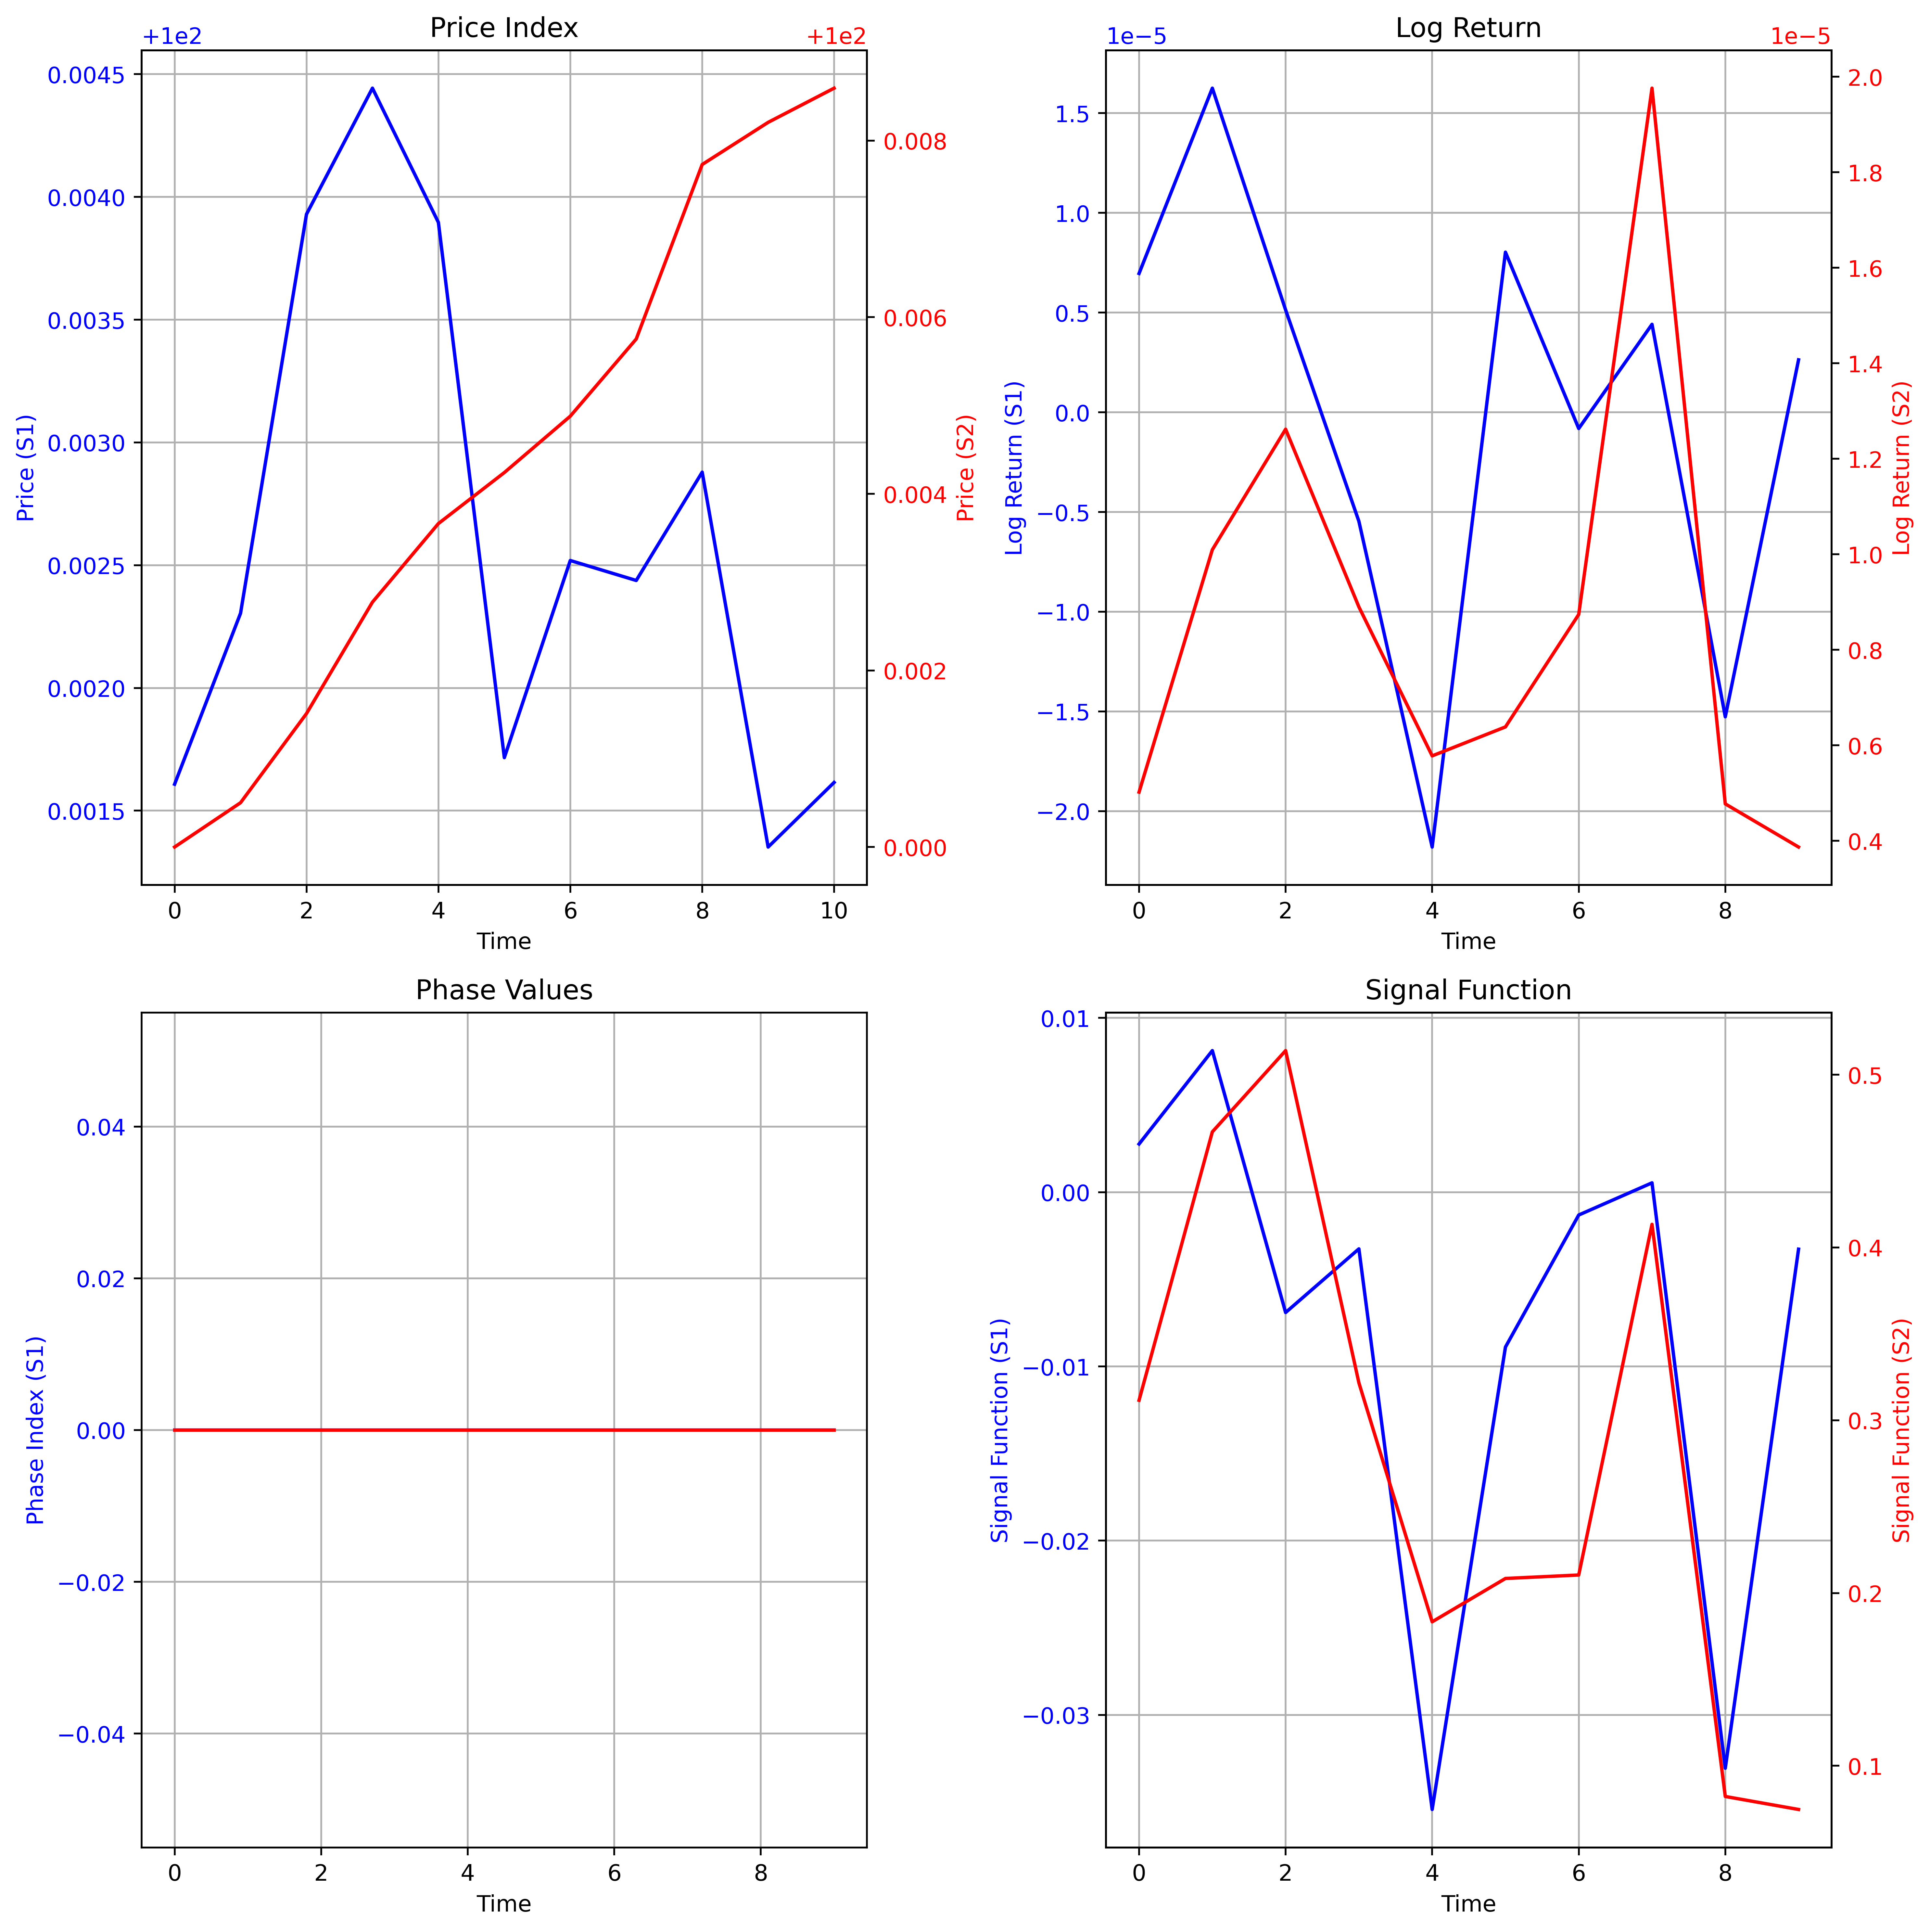 Price Index
+1e2
+1e2
0.0045
0.0040
0.0035
0.0030
0.0025
0.0020
0.0015
Price (S1)
0.008
0.006
0.004
0.002
0.000
Price (S2)
0 2 4 6 8 10
Time
Log Return
1e−5
1e−5
1.5
1.0
0.5
0.0
−0.5
−1.0
−1.5
−2.0
Log Return (S1)
2.0
1.8
1.6
1.4
1.2
1.0
0.8
0.6
0.4
Log Return (S2)
0 2 4 6 8
Time
Phase Values
0.04
0.02
0.00
−0.02
−0.04
Phase Index (S1)
0 2 4 6 8
Time
Signal Function
0.01
0.00
−0.01
−0.02
−0.03
Signal Function (S1)
0.5
0.4
0.3
0.2
0.1
Signal Function (S2)
0 2 4 6 8
Time